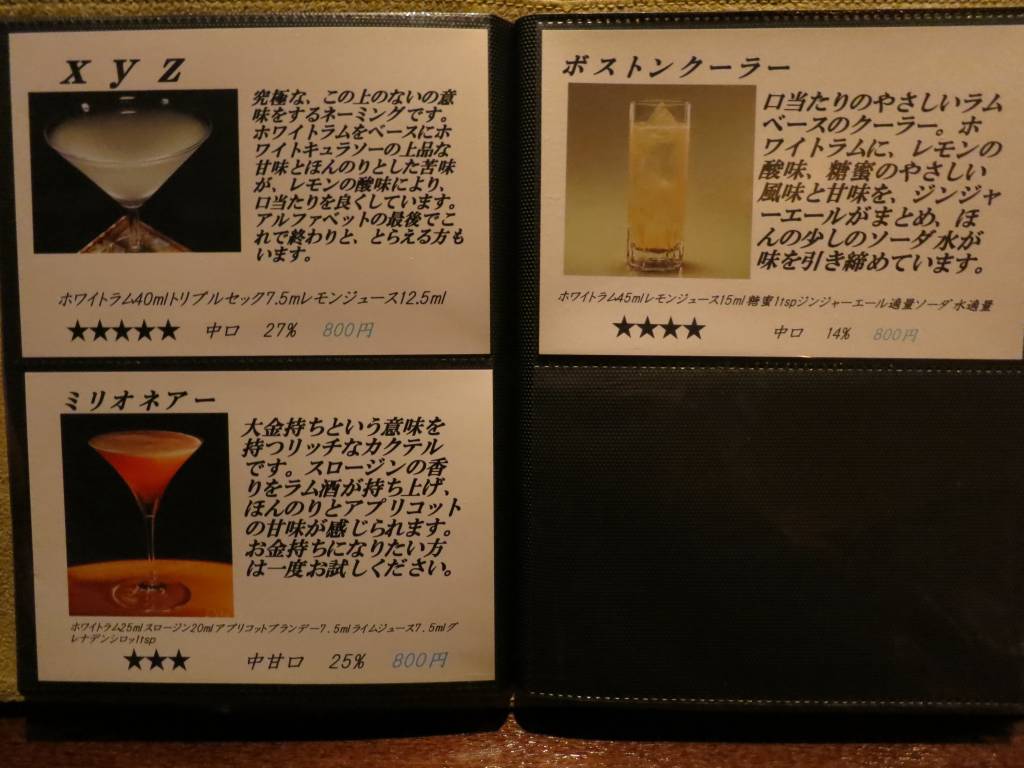 xyz
究極な、この上のないの意
味をするネーミングです。
ホワイトラムをベースにホ
ワイトキュラソーの上品な
甘味とほんのりとした苦味
が、レモンの酸味により、
口当たりを良くしています。
アルファベットの最後でこ
れで終わりと、とらえる方も
います。
ホワイトラム40mlトリプルセック7.5mレモンジュース12.5ml
★★★★★ 中口 27% 800円
ミリオネアー
大金持ちという意味を
持つリッチなカクテル
です。スロージンの香
りをラム酒が持ち上げ、
ほんのりとアプリコット
の甘味が感じられます。
お金持ちになりたい方
は一度お試しください。
ホワイトラム25mlスロージン20mlアプリコットブランデー7.5mlライムジュース7.5mlグ
レナデンシロッ1tsp
★★★ 中甘口 25% 800円
ボストンクーラー
口当たりのやさしいラム
ベースのクーラー。ホ
ワイトラムに、レモンの
酸味、糖蜜のやさしい
風味と甘味を、ジンジャ
ーエールがまとめ、ほ
んの少しのソーダ水が
味を引き締めています。
ホワイトラム45mlレモンジュース15ml糖蜜1tspジンジャーエール適量ソーダ水適量
★★★★ 中口 14% 800円